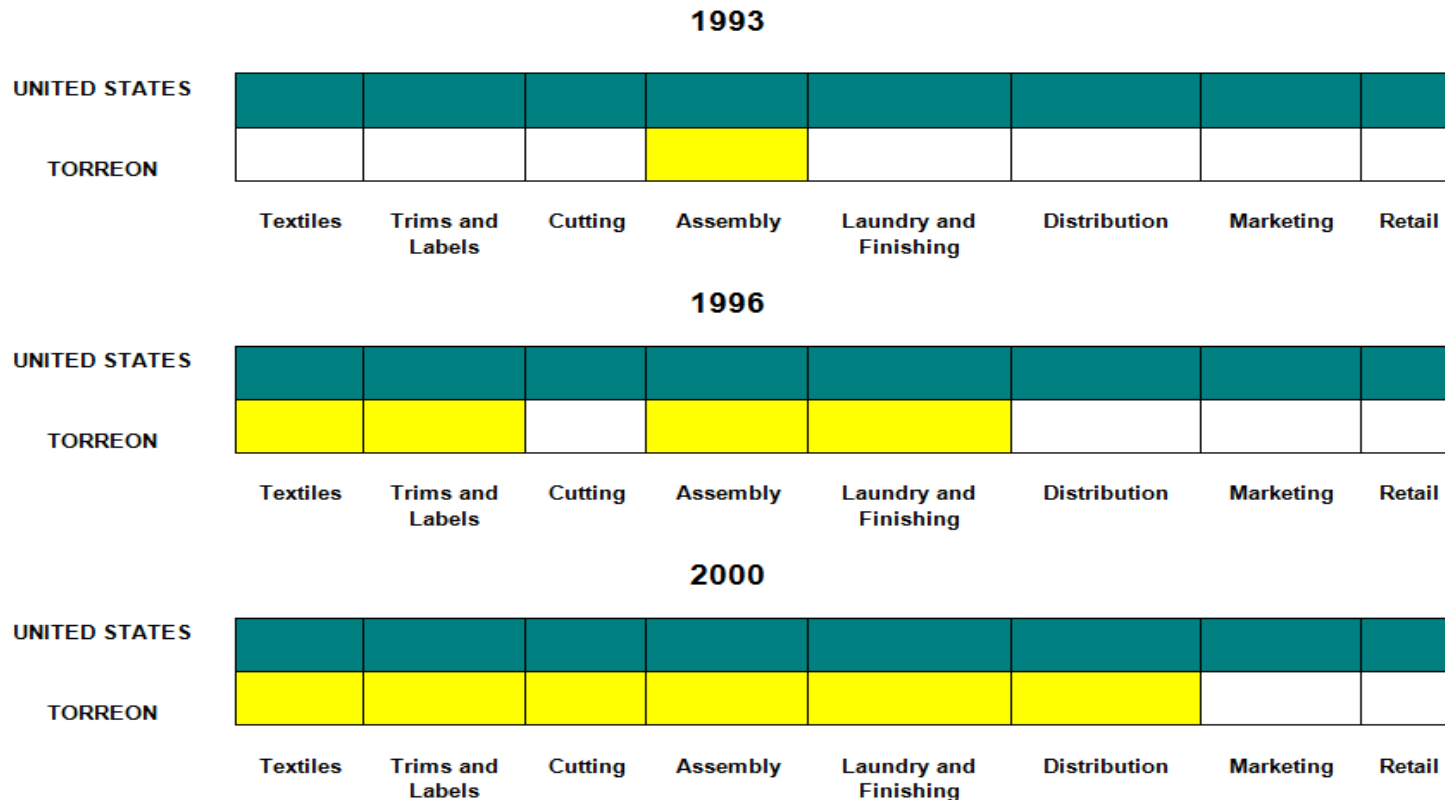 1993
UNITED STATES
TORREON
Textiles Trims and Labels Cutting Assembly Laundry and Finishing Distribution Marketing Retail
1996
UNITED STATES
TORREON
Textiles Trims and Labels Cutting Assembly Laundry and Finishing Distribution Marketing Retail
2000
UNITED STATES
TORREON
Textiles Trims and Labels Cutting Assembly Laundry and Finishing Distribution Marketing Retail